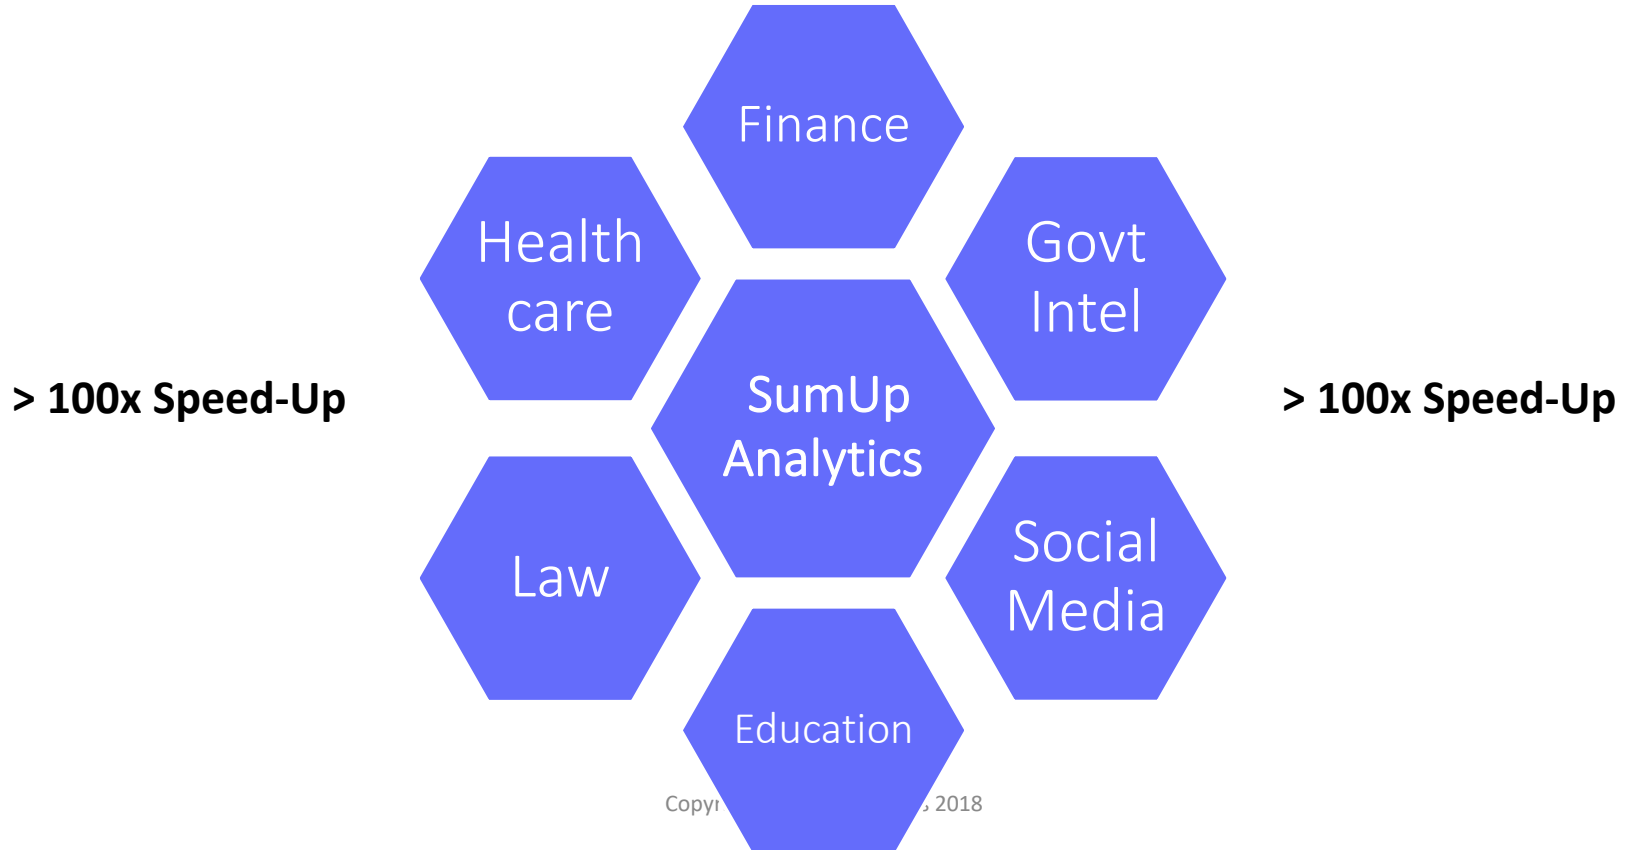 Finance
Health
care
Govt
Intel
> 100x Speed-Up
SumUp
Analytics
> 100x Speed-Up
Law
Social
Media
Education
2018